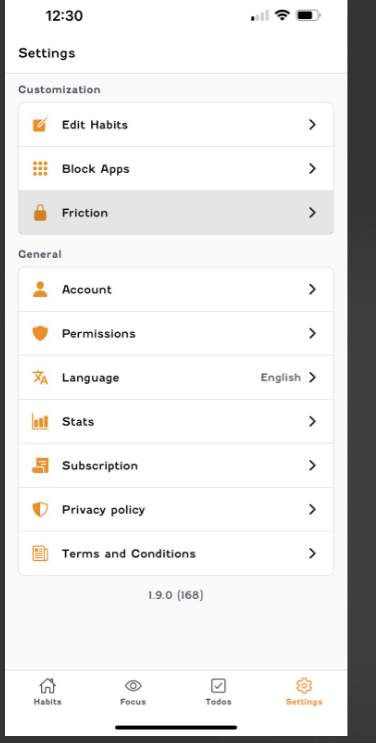 12:30
Settings
Customization
Edit Habits
Block Apps
Friction
General
Account
Permissions
Language English
Stats
Subscription
Privacy policy
Terms and Conditions
1.9.0 (168)
Habits Focus Todos Settings